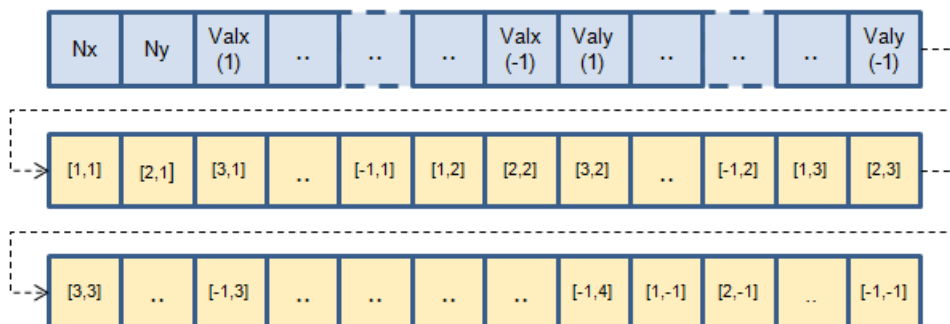 Nx Ny Valx (1) .. .. .. Valx (-1) Valy (1) .. .. .. Valy (-1)
[1,1] [2,1] [3,1] .. [-1,1] [1,2] [2,2] [3,2] .. [-1,2] [1,3] [2,3]
[3,3] .. [-1,3] .. .. .. .. [-1,4] [1,-1] [2,-1] .. [-1,-1]